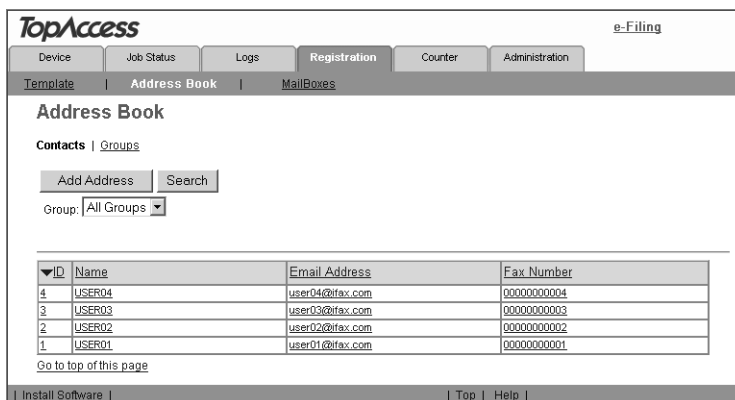 TopAccess e-Filing
Device Job Status Logs Registration Counter Administration
Template | Address Book | MailBoxes
Address Book
Contacts | Groups
Add Address Search
Group: All Groups
ID Name Email Address Fax Number
4 USER04 user04@ifax.com 00000000004
3 USER03 user03@ifax.com 00000000003
2 USER02 user02@ifax.com 00000000002
1 USER01 user01@ifax.com 00000000001
Go to top of this page
| Install Software | | Top | Help |